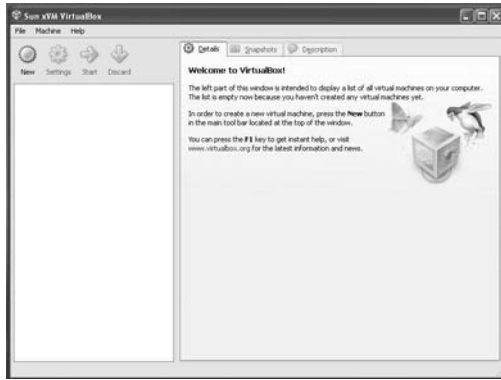 Sun xVM VirtualBox
File Machine Help
New Settings Start Discard
Details Snapshots Description
Welcome to VirtualBox!
The left part of this window is intended to display a list of all virtual machines on your computer.
The list is empty now because you haven't created any virtual machines yet.
In order to create a new virtual machine, press the New button
in the main tool bar located at the top of the window.
You can press the F1 key to get instant help, or visit
www.virtualbox.org for the latest information and news.